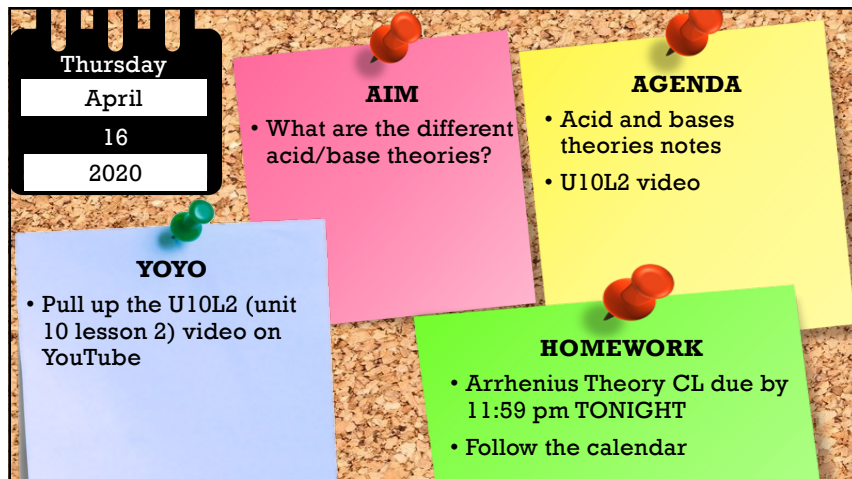 Thursday
April
16
2020
AIM
• What are the different
acid/base theories?
AGENDA
• Acid and bases
theories notes
• U10L2 video
YOYO
• Pull up the U10L2 (unit
10 lesson 2) video on
YouTube
HOMEWORK
• Arrhenius Theory CL due by
11:59 pm TONIGHT
• Follow the calendar